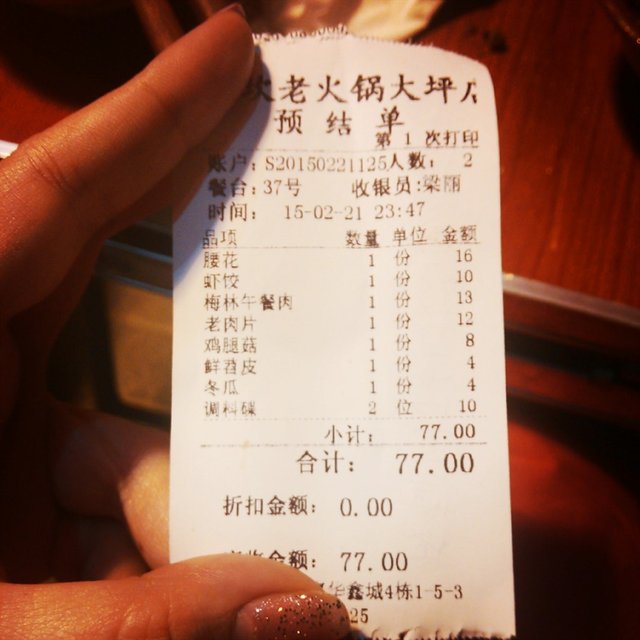 老火锅大坪
预结单
第1次打印
账户:S20150221125人数: 2
餐台:37号 收银员:梁丽
时间: 15-02-21 23:47
品项 数量 单位 金额
腰花 1 份 16
虾饺 1 份 10
梅林午餐肉 1 份 13
老肉片 1 份 12
鸡腿菇 1 份 8
鲜苕皮 1 份 4
冬瓜 1 份 4
调料碟 2 位 10
小计: 77.00
合计: 77.00
折扣金额: 0.00
金额: 77.00
华鑫城4栋1-5-3
25